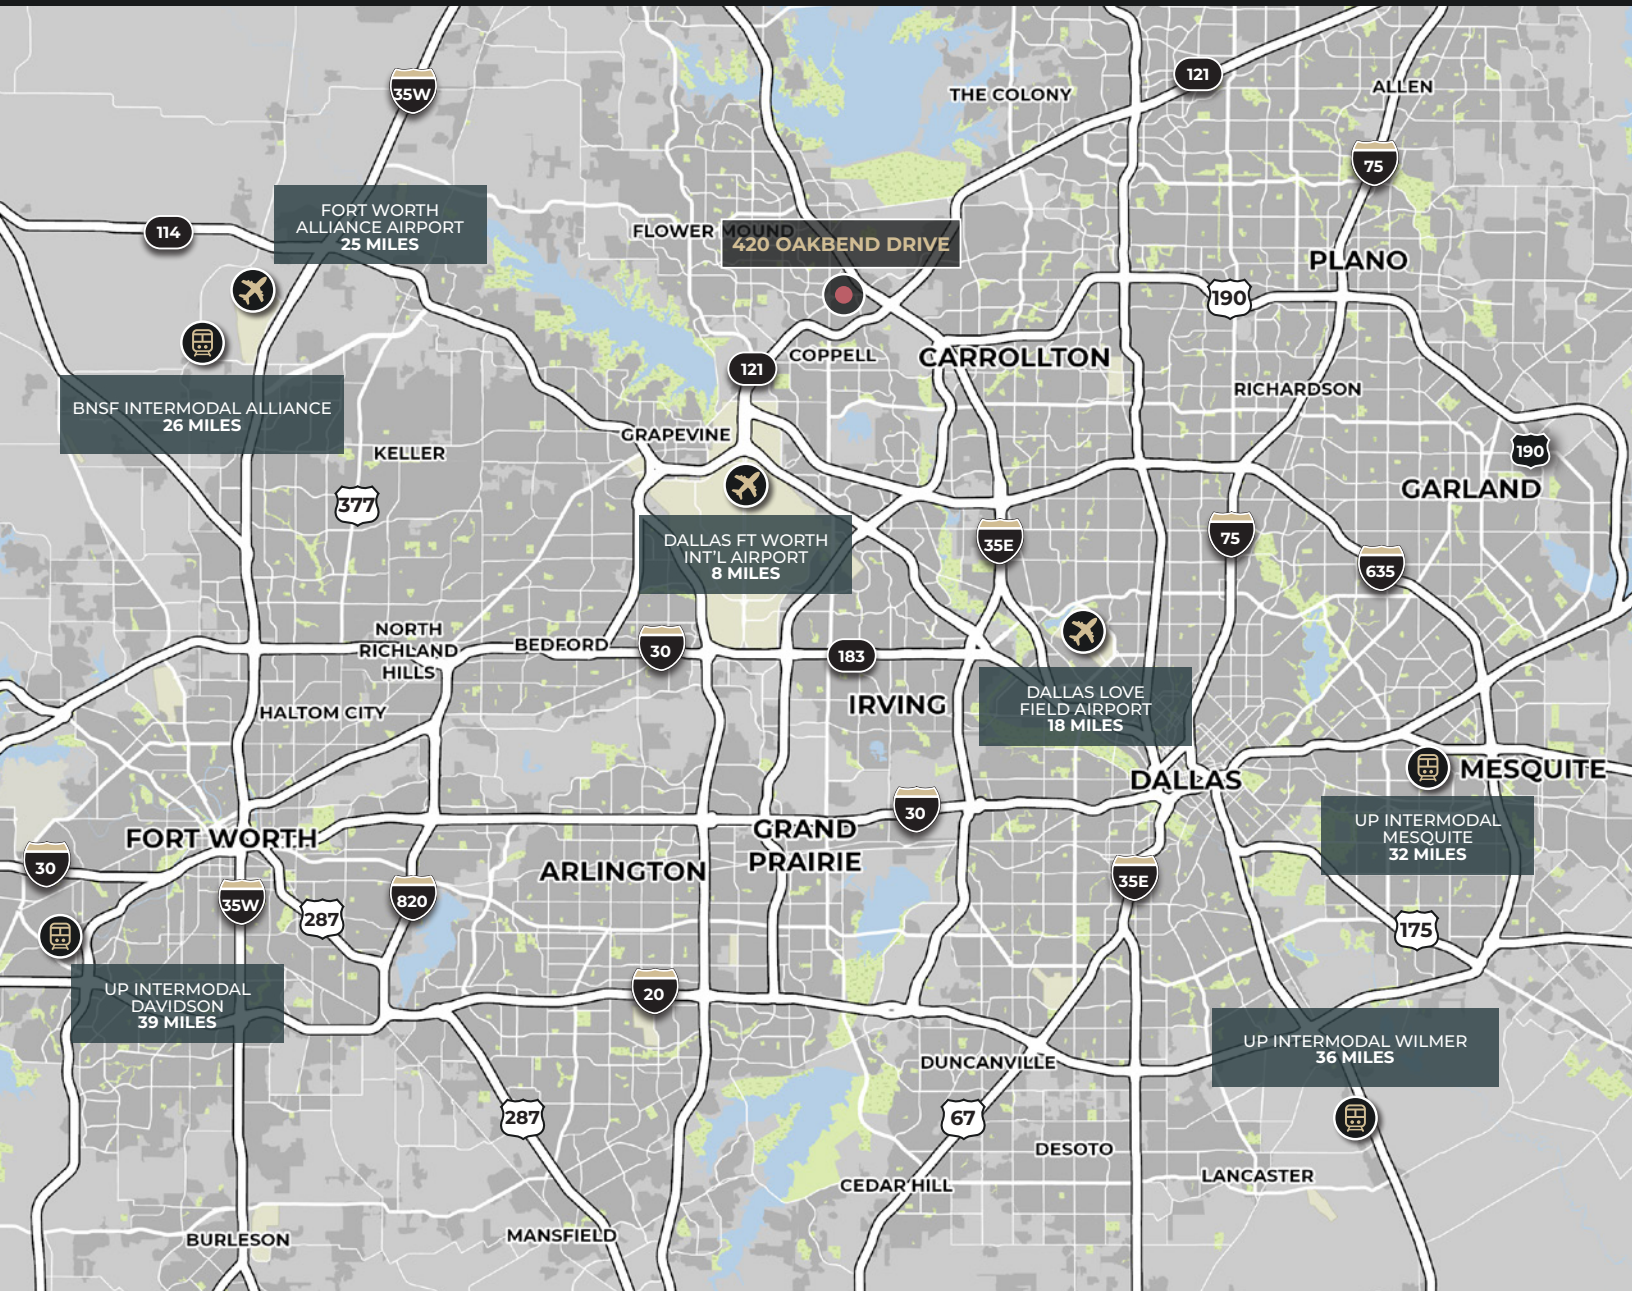 35W
121
THE COLONY
ALLEN
75
FORT WORTH
ALLIANCE AIRPORT
25 MILES
114
FLOWER MOUND
420 OAKBEND DRIVE
PLANO
190
COPPELL
CARROLLTON
121
RICHARDSON
BNSF INTERMODAL ALLIANCE
26 MILES
GRAPEVINE
KELLER
190
GARLAND
377
DALLAS FT WORTH
INT'L AIRPORT
8 MILES
35E
75
635
NORTH
RICHLAND
HILLS
BEDFORD
30
183
HALTOM CITY
IRVING
DALLAS LOVE
FIELD AIRPORT
18 MILES
DALLAS
MESQUITE
30
FORT WORTH
GRAND
PRAIRIE
UP INTERMODAL
MESQUITE
32 MILES
30
ARLINGTON
35E
35W
287
820
175
UP INTERMODAL
DAVIDSON
39 MILES
20
UP INTERMODAL WILMER
36 MILES
DUNCANVILLE
287
67
DESOTO
LANCASTER
CEDAR HILL
BURLESON
MANSFIELD